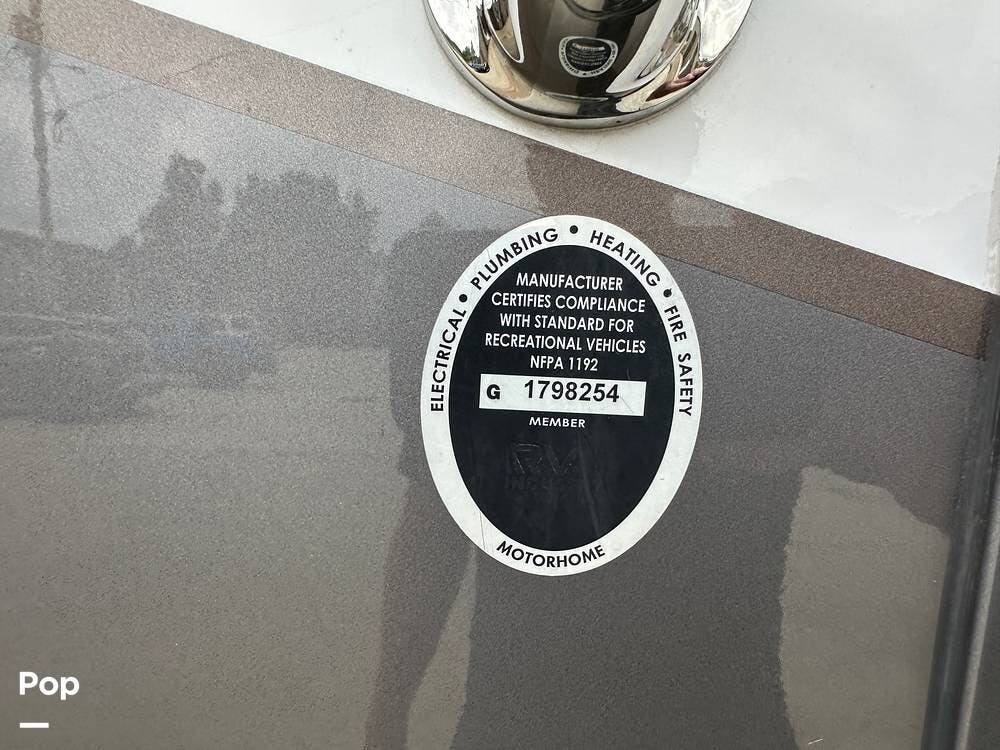 ELECTRICAL • PLUMBING • HEATING • FIRE SAFETY
MANUFACTURER
CERTIFIES COMPLIANCE
WITH STANDARD FOR
RECREATIONAL VEHICLES
NFPA 1192
G 1798254
MEMBER
RV
MOTORHOME
Pop